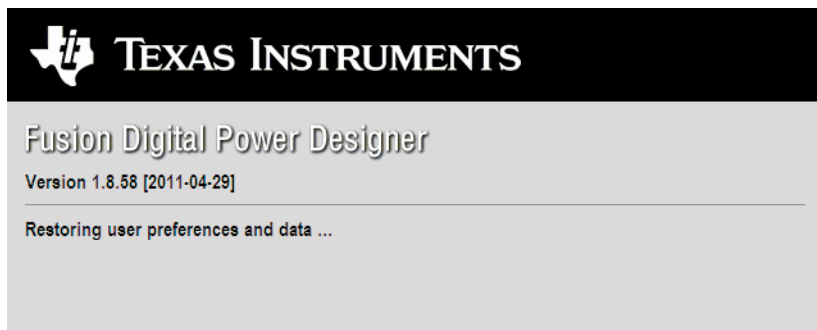 TEXAS INSTRUMENTS
Fusion Digital Power Designer
Version 1.8.58 [2011-04-29]
Restoring user preferences and data ...